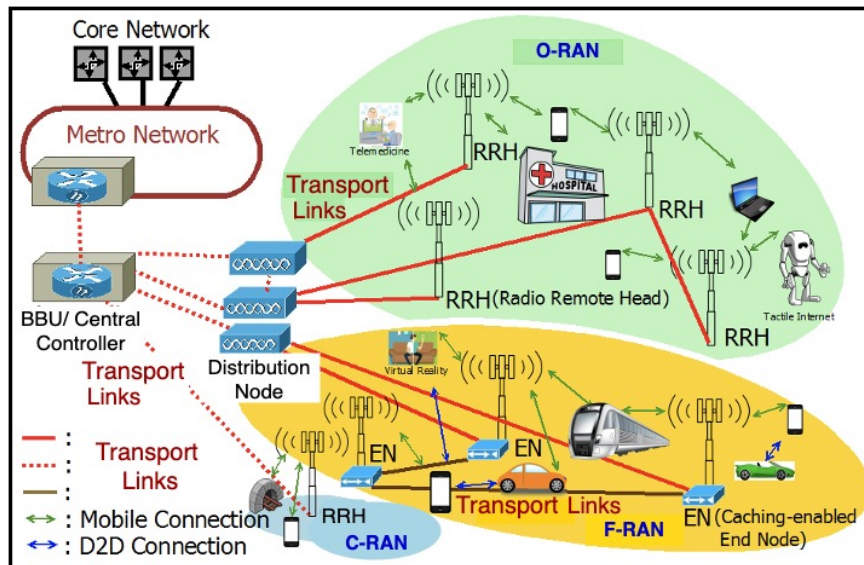 Core Network
Metro Network
O-RAN
Telemedicine
RRH
HOSPITAL
Transport
Links
RRH
RRH (Radio Remote Head)
Tactile Internet
RRH
BBU/ Central
Controller
Distribution
Node
Transport
Links
Virtual Reality
EN
EN
Transport Links
EN (Caching-enabled
End Node)
F-RAN
RRH
C-RAN
:
: Transport
: Links
: Mobile Connection
: D2D Connection